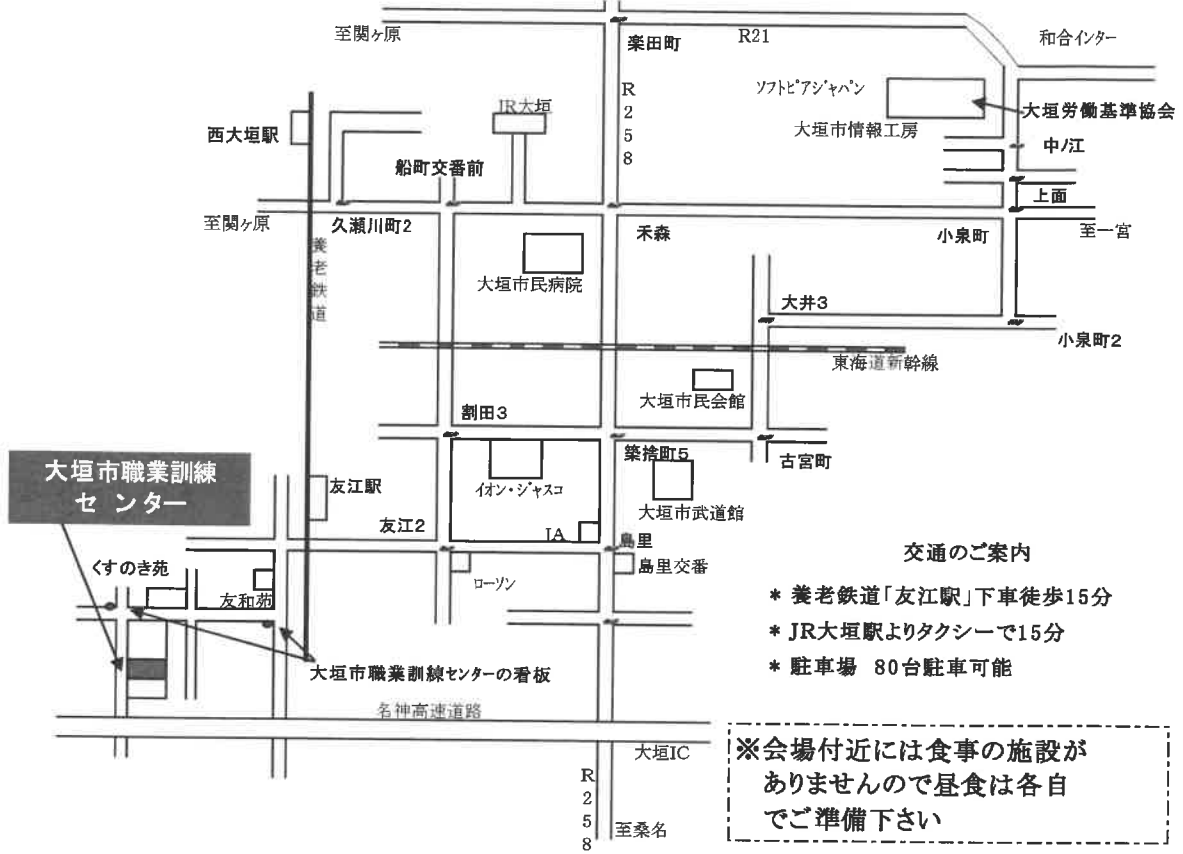 至関ヶ原
楽田町
R21
和合インター
R258
ソフトピアジャパン
JR大垣
大垣労働基準協会
西大垣駅
大垣市情報工房
中ノ江
船町交番前
上面
至関ヶ原
久瀬川町2
禾森
小泉町
至一宮
養老鉄道
大垣市民病院
大井3
小泉町2
東海道新幹線
大垣市民会館
割田3
築捨町5
古宮町
大垣市職業訓練
センター
友江駅
イオン・ジャスコ
大垣市武道館
友江2
JA
島里
くすのき苑
ローソン
島里交番
友和苑
交通のご案内
* 養老鉄道「友江駅」下車徒歩15分
* JR大垣駅よりタクシーで15分
* 駐車場 80台駐車可能
大垣市職業訓練センターの看板
名神高速道路
大垣IC
R258
至桑名
※会場付近には食事の施設が
ありませんので昼食は各自
でご準備下さい